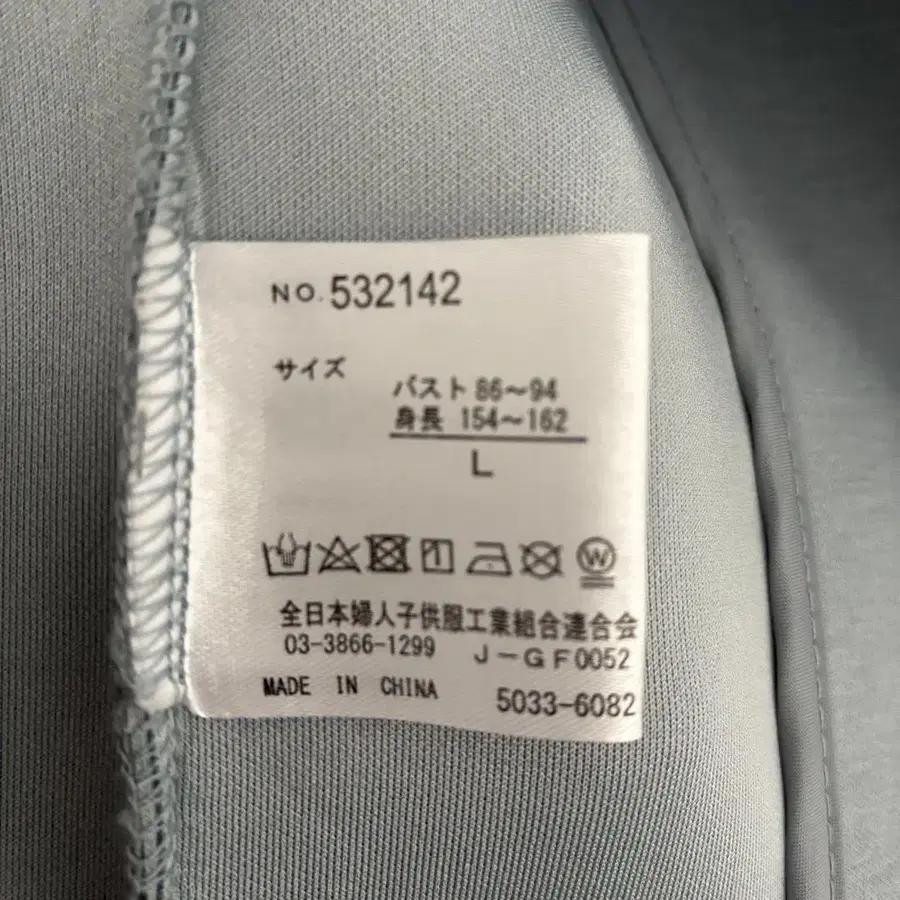 NO. 532142
サイズ
バスト 86〜94
身長 154〜162
L
W
全日本婦人子供服工業組合連合会
03-3866-1299
J-GF0052
MADE IN CHINA
5033-6082